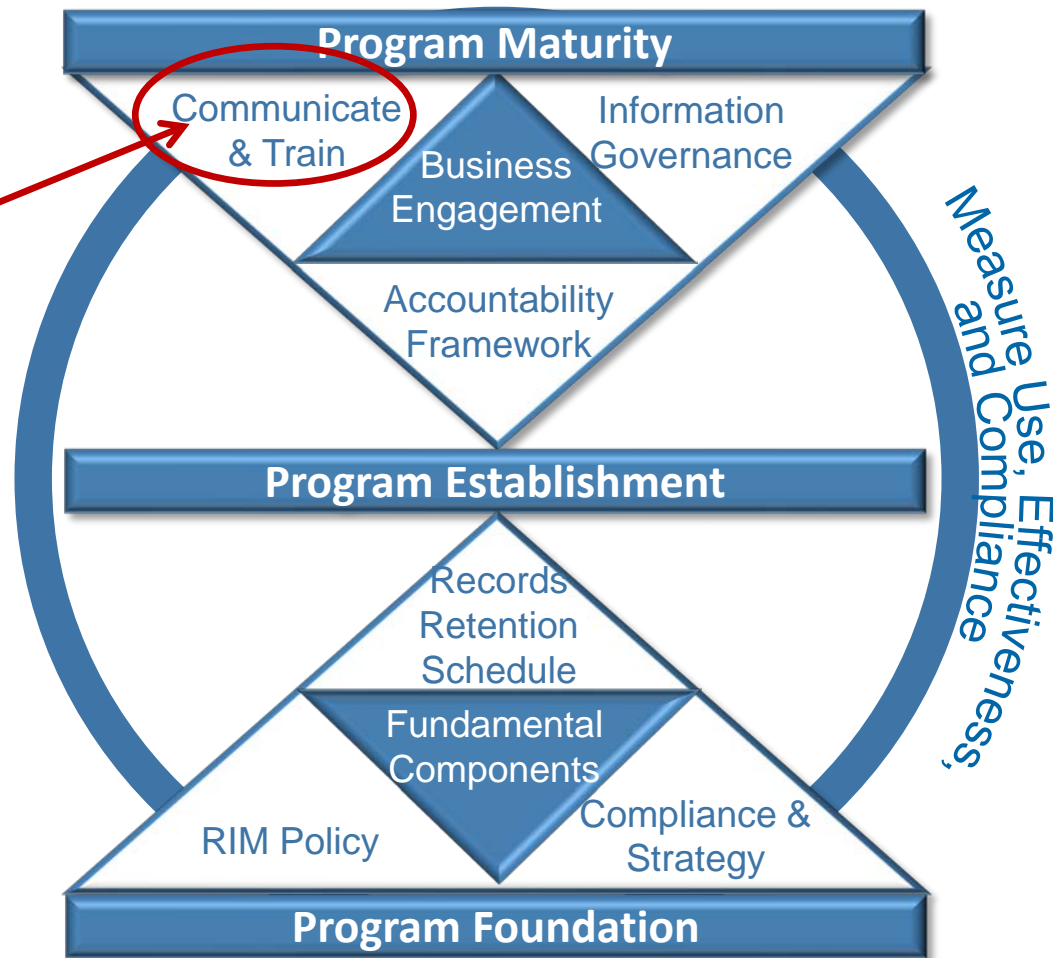 Program Maturity
Communicate
& Train
Information
Governance
Business
Engagement
Accountability
Framework
Measure Use, Effectiveness,
and Compliance
Program Establishment
Records
Retention
Schedule
Fundamental
Components
RIM Policy
Compliance &
Strategy
Program Foundation